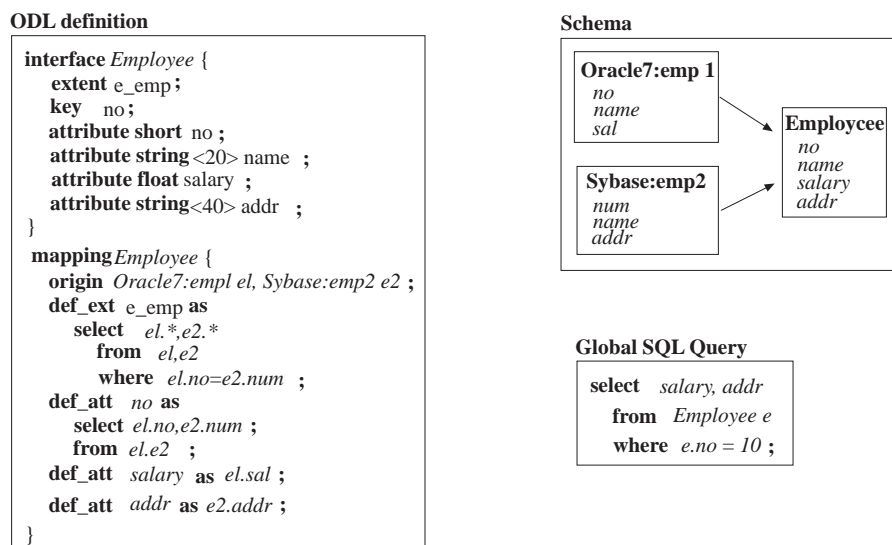 ODL definition
interface Employee {
extent e_emp ;
key no ;
attribute short no ;
attribute string <20> name ;
attribute float salary ;
attribute string<40> addr ;
}
mapping Employee {
origin Oracle7:empl el, Sybase:emp2 e2 ;
def_ext e_emp as
select el.*,e2.*
from el,e2
where el.no=e2.num ;
def_att no as
select el.no,e2.num ;
from el.e2 ;
def_att salary as el.sal ;
def_att addr as e2.addr ;
}
Schema
Oracle7:emp 1
no
name
sal
Sybase:emp2
num
name
addr
Employcee
no
name
salary
addr
Global SQL Query
select salary, addr
from Employee e
where e.no = 10 ;